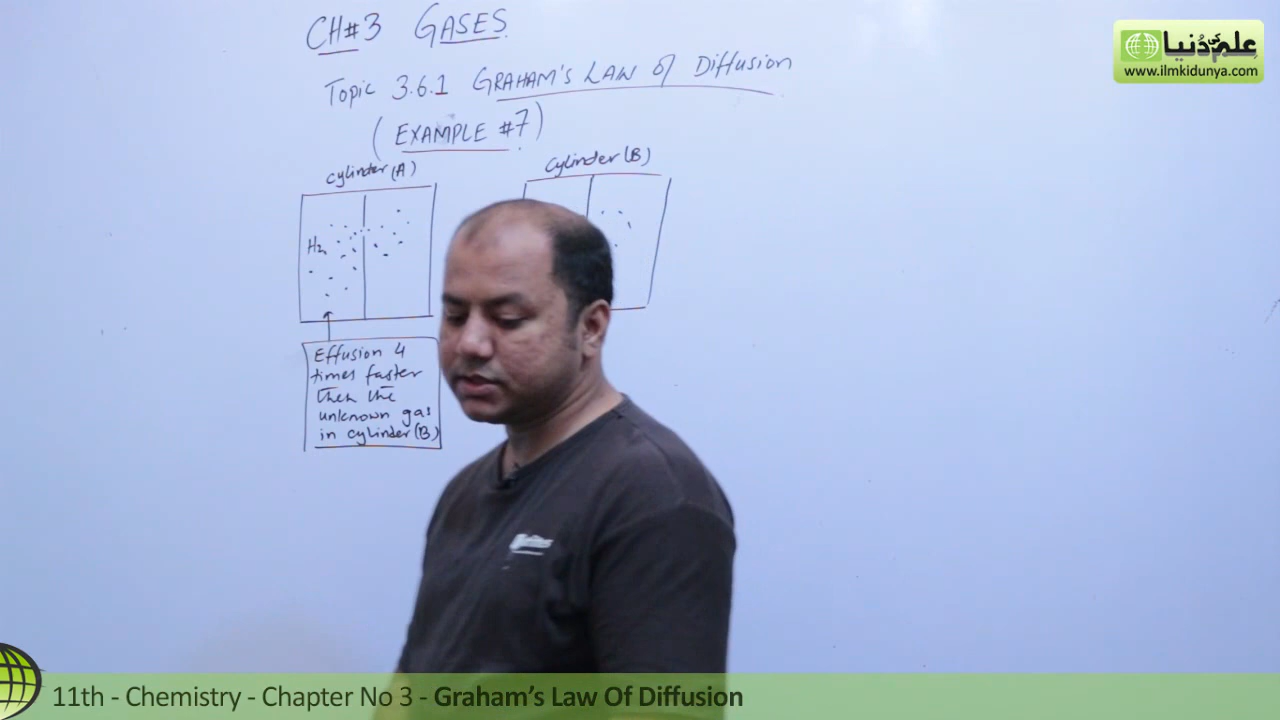 CH#3 GASES
Topic 3.6.1 GRAHAM'S LAW of Diffusion
(EXAMPLE #7)
cylinder (A)
cylinder (B)
H₂
Effusion 4
times faster
then the
unknown gas
in cylinder (B)
علم کی دنیا
www.ilmkidunya.com
11th - Chemistry - Chapter No 3 - Graham's Law Of Diffusion